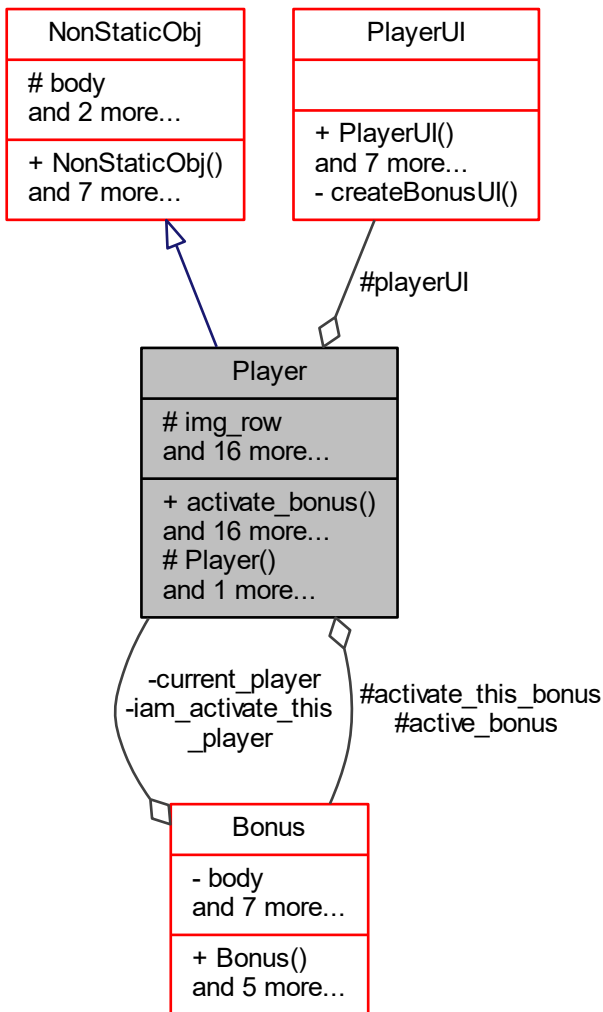 NonStaticObj
# body
and 2 more...
+ NonStaticObj()
and 7 more...
PlayerUI
+ PlayerUI()
and 7 more...
- createBonusUI()
#playerUI
Player
# img_row
and 16 more...
+ activate_bonus()
and 16 more...
# Player()
and 1 more...
-current_player
-iam_activate_this
_player
#activate_this_bonus
#active_bonus
Bonus
- body
and 7 more...
+ Bonus()
and 5 more...